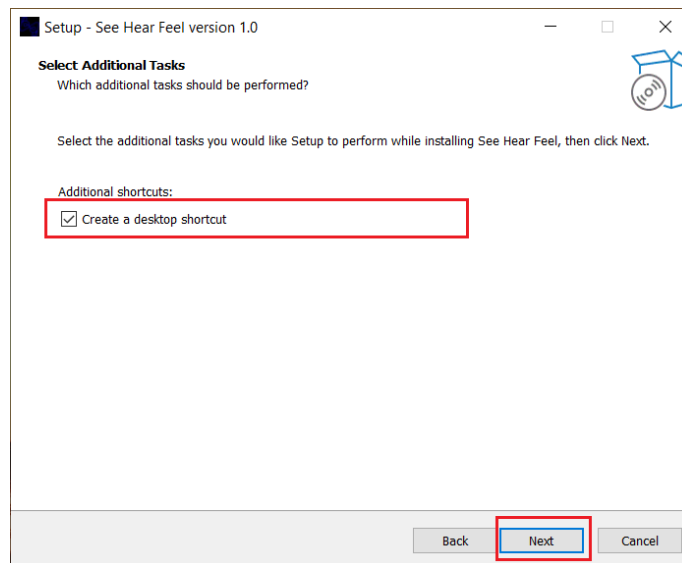 Setup - See Hear Feel version 1.0
Select Additional Tasks
Which additional tasks should be performed?
Select the additional tasks you would like Setup to perform while installing See Hear Feel, then click Next.
Additional shortcuts:
Create a desktop shortcut
Back Next Cancel